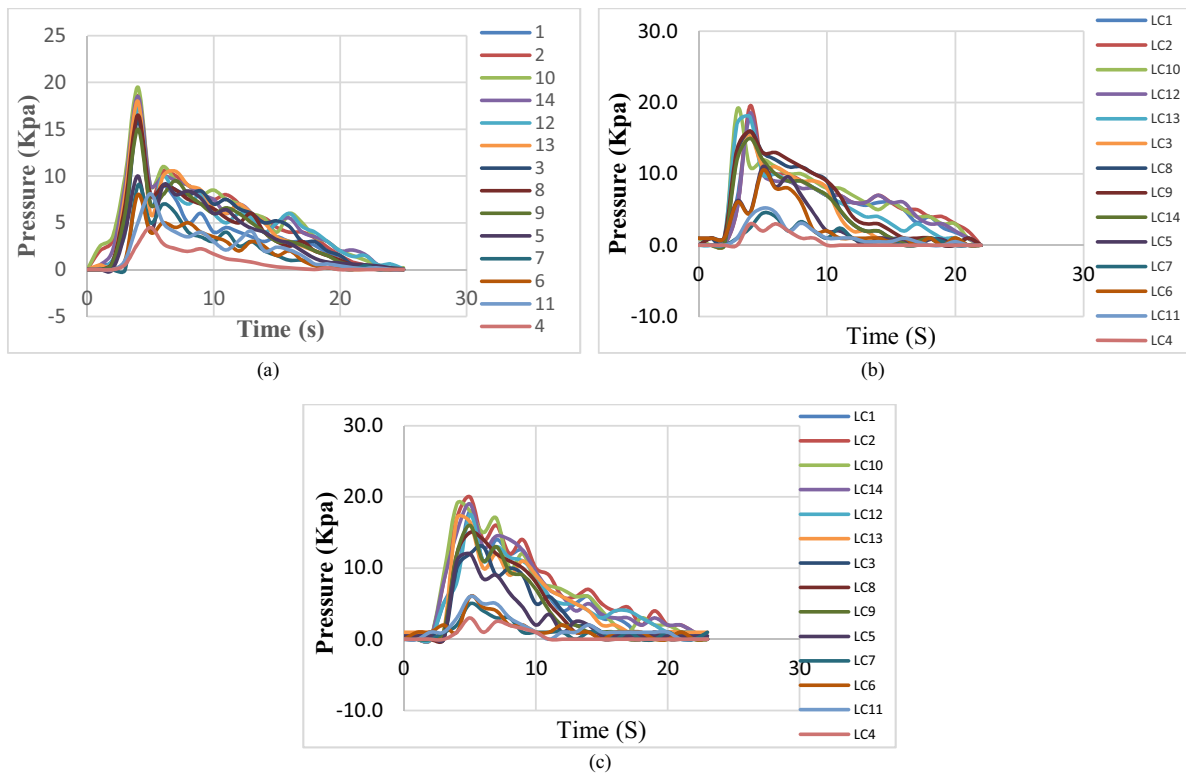 25
20
15
10
5
0
-5
0
10
20
30
Pressure (Kpa)
Time (s)
1
2
10
14
12
13
3
8
9
5
7
6
11
4
(a)
30.0
20.0
10.0
0.0
-10.0
0
10
20
30
Pressure (Kpa)
Time (S)
LC1
LC2
LC10
LC12
LC13
LC3
LC8
LC9
LC14
LC5
LC7
LC6
LC11
LC4
(b)
30.0
20.0
10.0
0.0
-10.0
0
10
20
30
Pressure (Kpa)
Time (S)
LC1
LC2
LC10
LC14
LC12
LC13
LC3
LC8
LC9
LC5
LC7
LC6
LC11
LC4
(c)